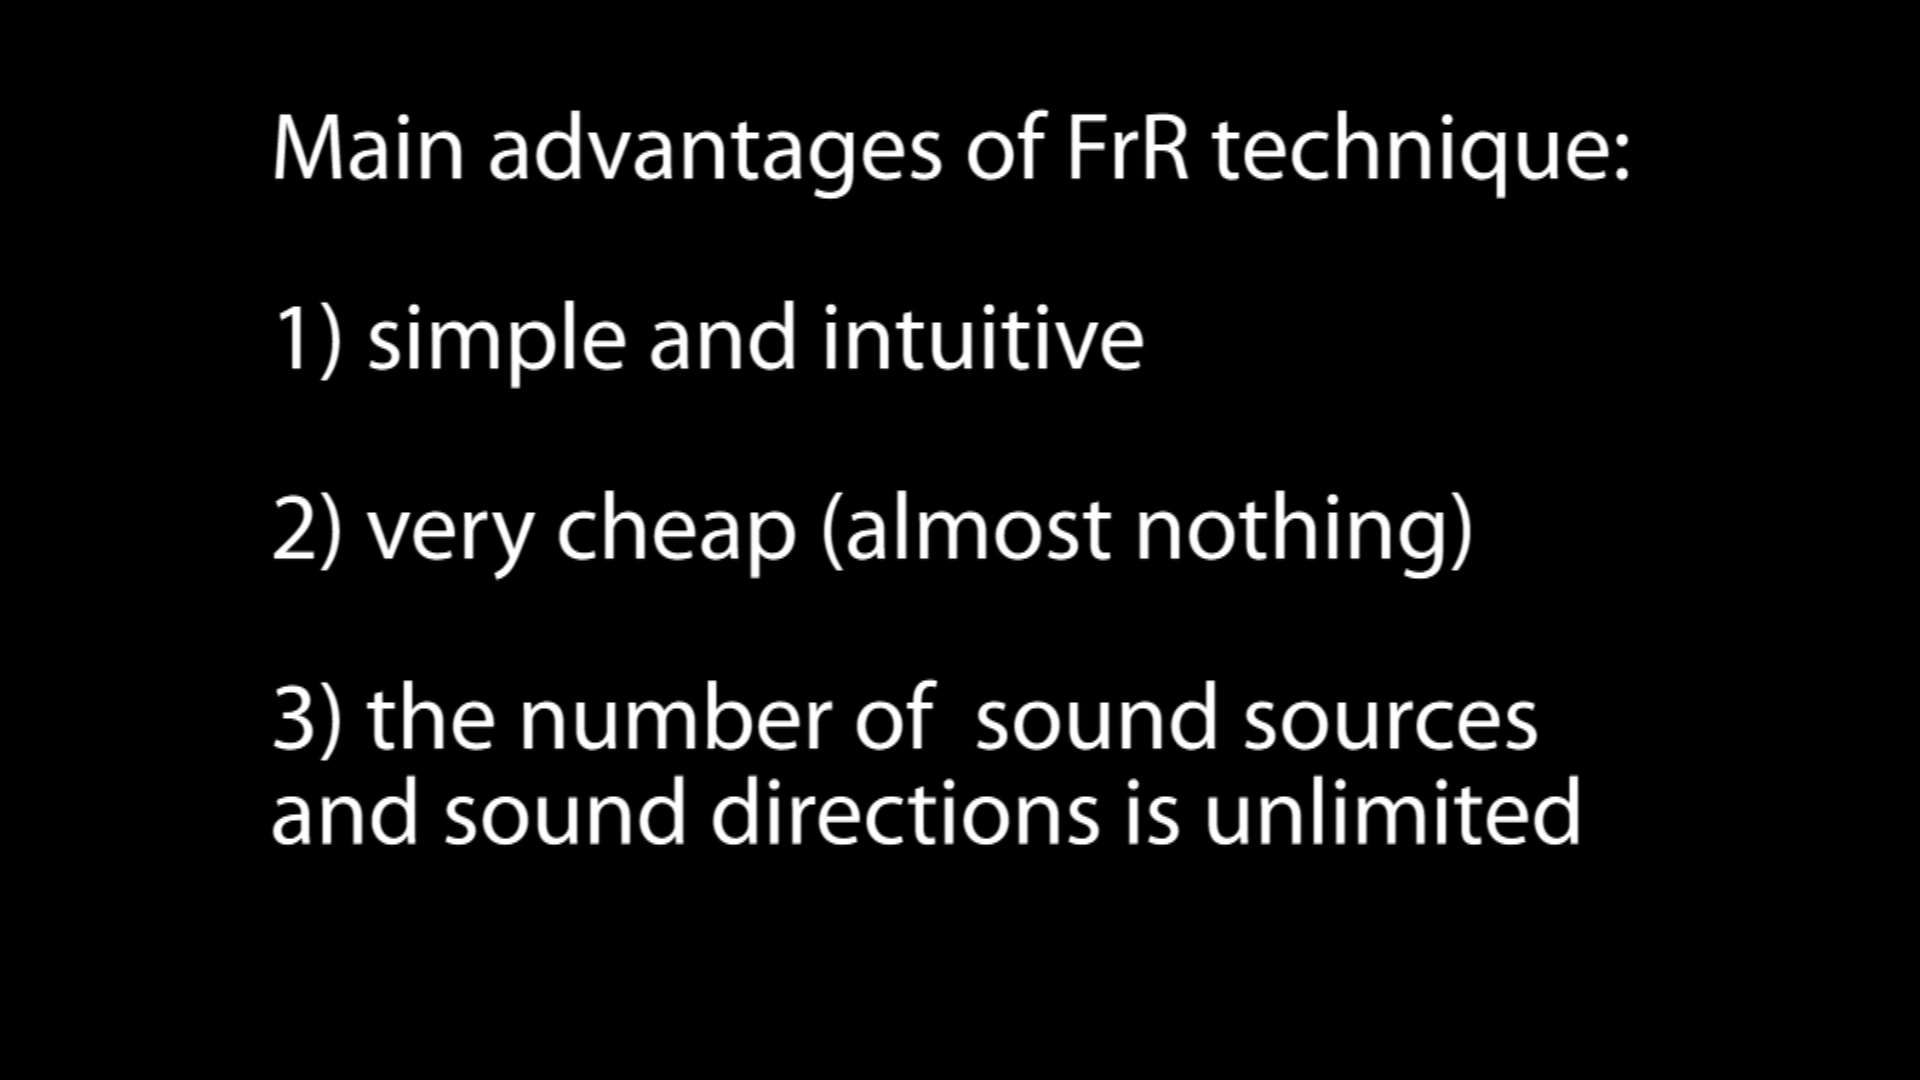 Main advantages of FrR technique:
1) simple and intuitive
2) very cheap (almost nothing)
3) the number of  sound sources
and sound directions is unlimited